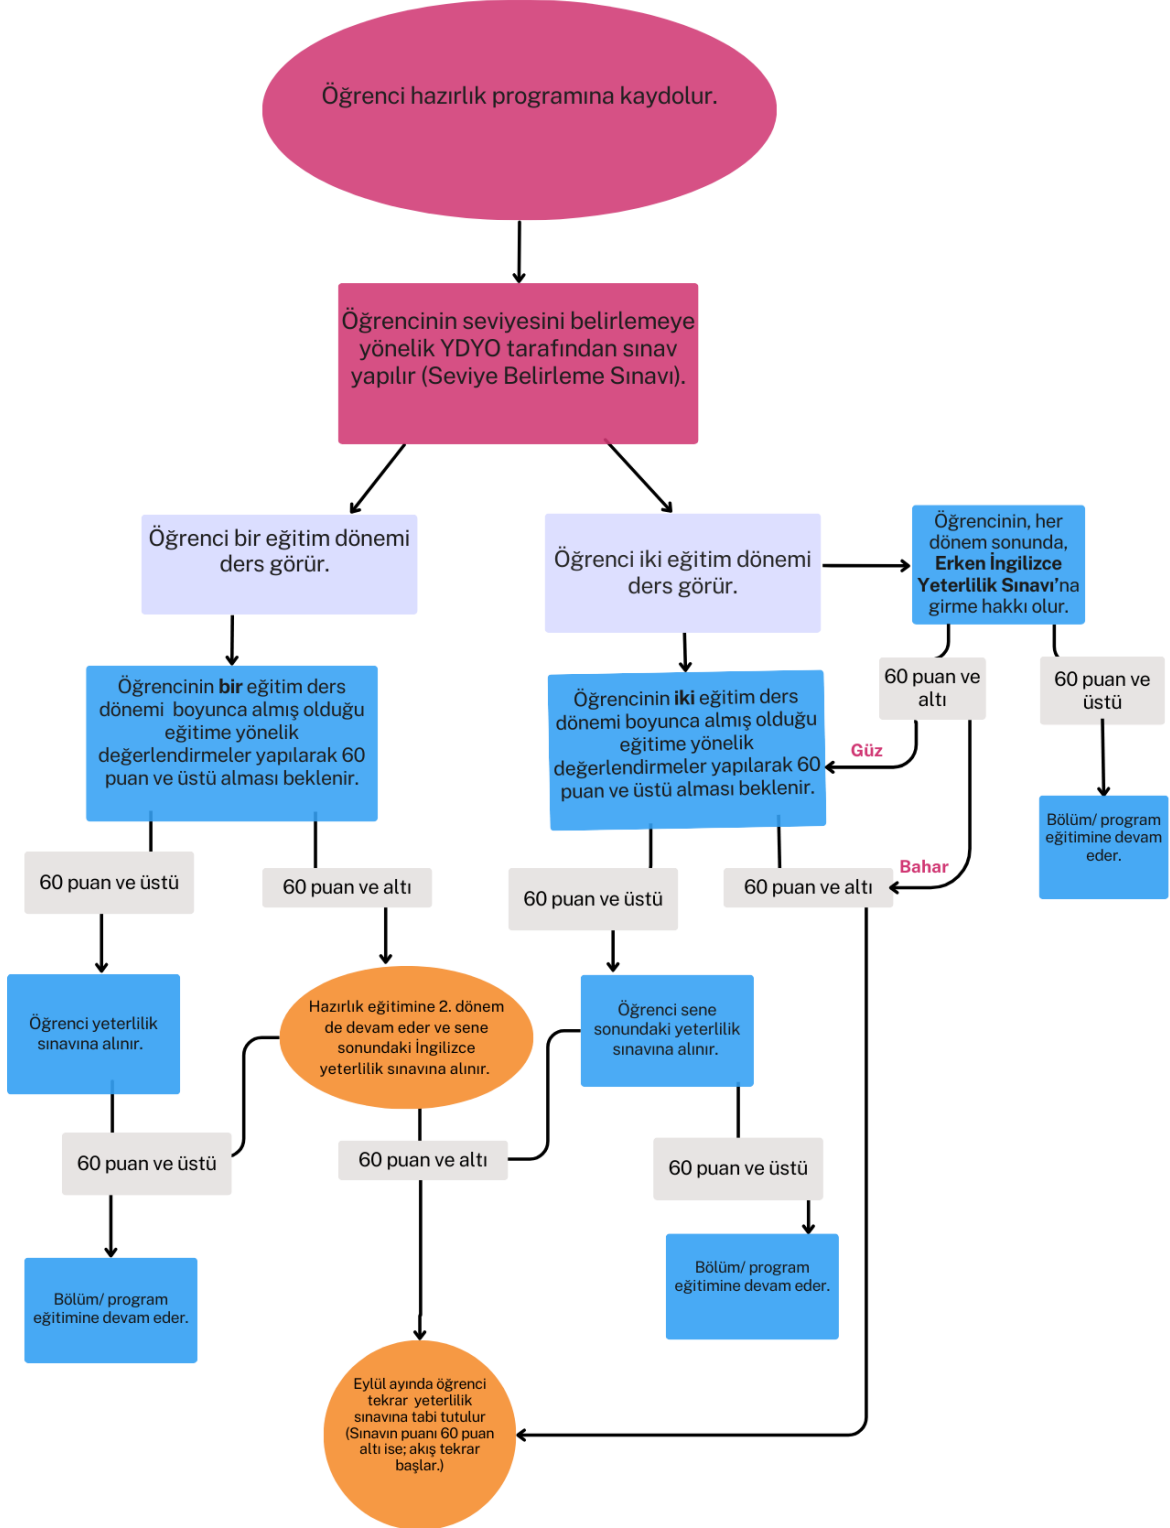 Öğrenci hazırlık programına kaydolur.
Öğrencinin seviyesini belirlemeye
yönelik YDYO tarafından sınav
yapılır (Seviye Belirleme Sınavı).
Öğrenci bir eğitim dönemi
ders görür.
Öğrenci iki eğitim dönemi
ders görür.
Öğrencinin, her
dönem sonunda,
Erken İngilizce
Yeterlilik Sınavı’na
girme hakkı olur.
Öğrencinin bir eğitim ders
dönemi boyunca almış olduğu
eğitime yönelik
değerlendirmeler yapılarak 60
puan ve üstü alması beklenir.
Öğrencinin iki eğitim ders
dönemi boyunca almış olduğu
eğitime yönelik
değerlendirmeler yapılarak 60
puan ve üstü alması beklenir.
60 puan ve
altı
60 puan ve
üstü
Güz
Bölüm/ program
eğitimine devam
eder.
Bahar
60 puan ve üstü
60 puan ve altı
60 puan ve üstü
60 puan ve altı
Öğrenci yeterlilik
sınavına alınır.
Hazırlık eğitimine 2. dönem
de devam eder ve sene
sonundaki İngilizce
yeterlilik sınavına alınır.
Öğrenci sene
sonundaki yeterlilik
sınavına alınır.
60 puan ve üstü
60 puan ve altı
60 puan ve üstü
Bölüm/ program
eğitimine devam eder.
Bölüm/ program
eğitimine devam eder.
Eylül ayında öğrenci
tekrar yeterlilik
sınavına tabi tutulur
(Sınavın puanı 60 puan
altı ise; akış tekrar
başlar.)